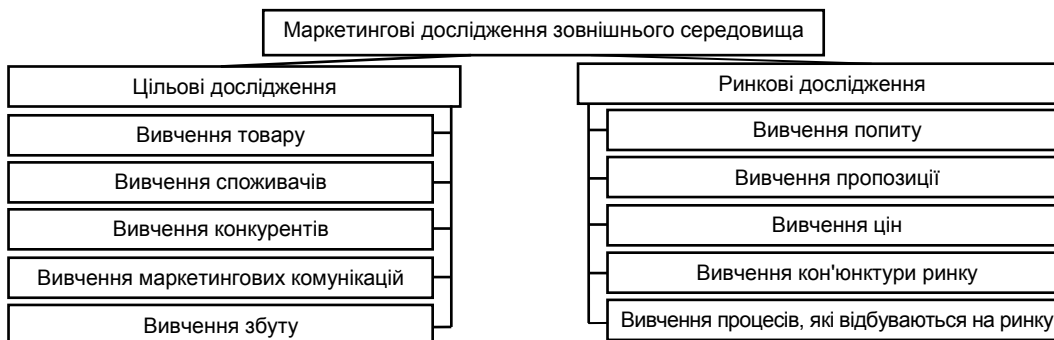 Маркетингові дослідження зовнішнього середовища
Цільові дослідження
Вивчення товару
Вивчення споживачів
Вивчення конкурентів
Вивчення маркетингових комунікацій
Вивчення збуту
Ринкові дослідження
Вивчення попиту
Вивчення пропозиції
Вивчення цін
Вивчення кон'юнктури ринку
Вивчення процесів, які відбуваються на ринку